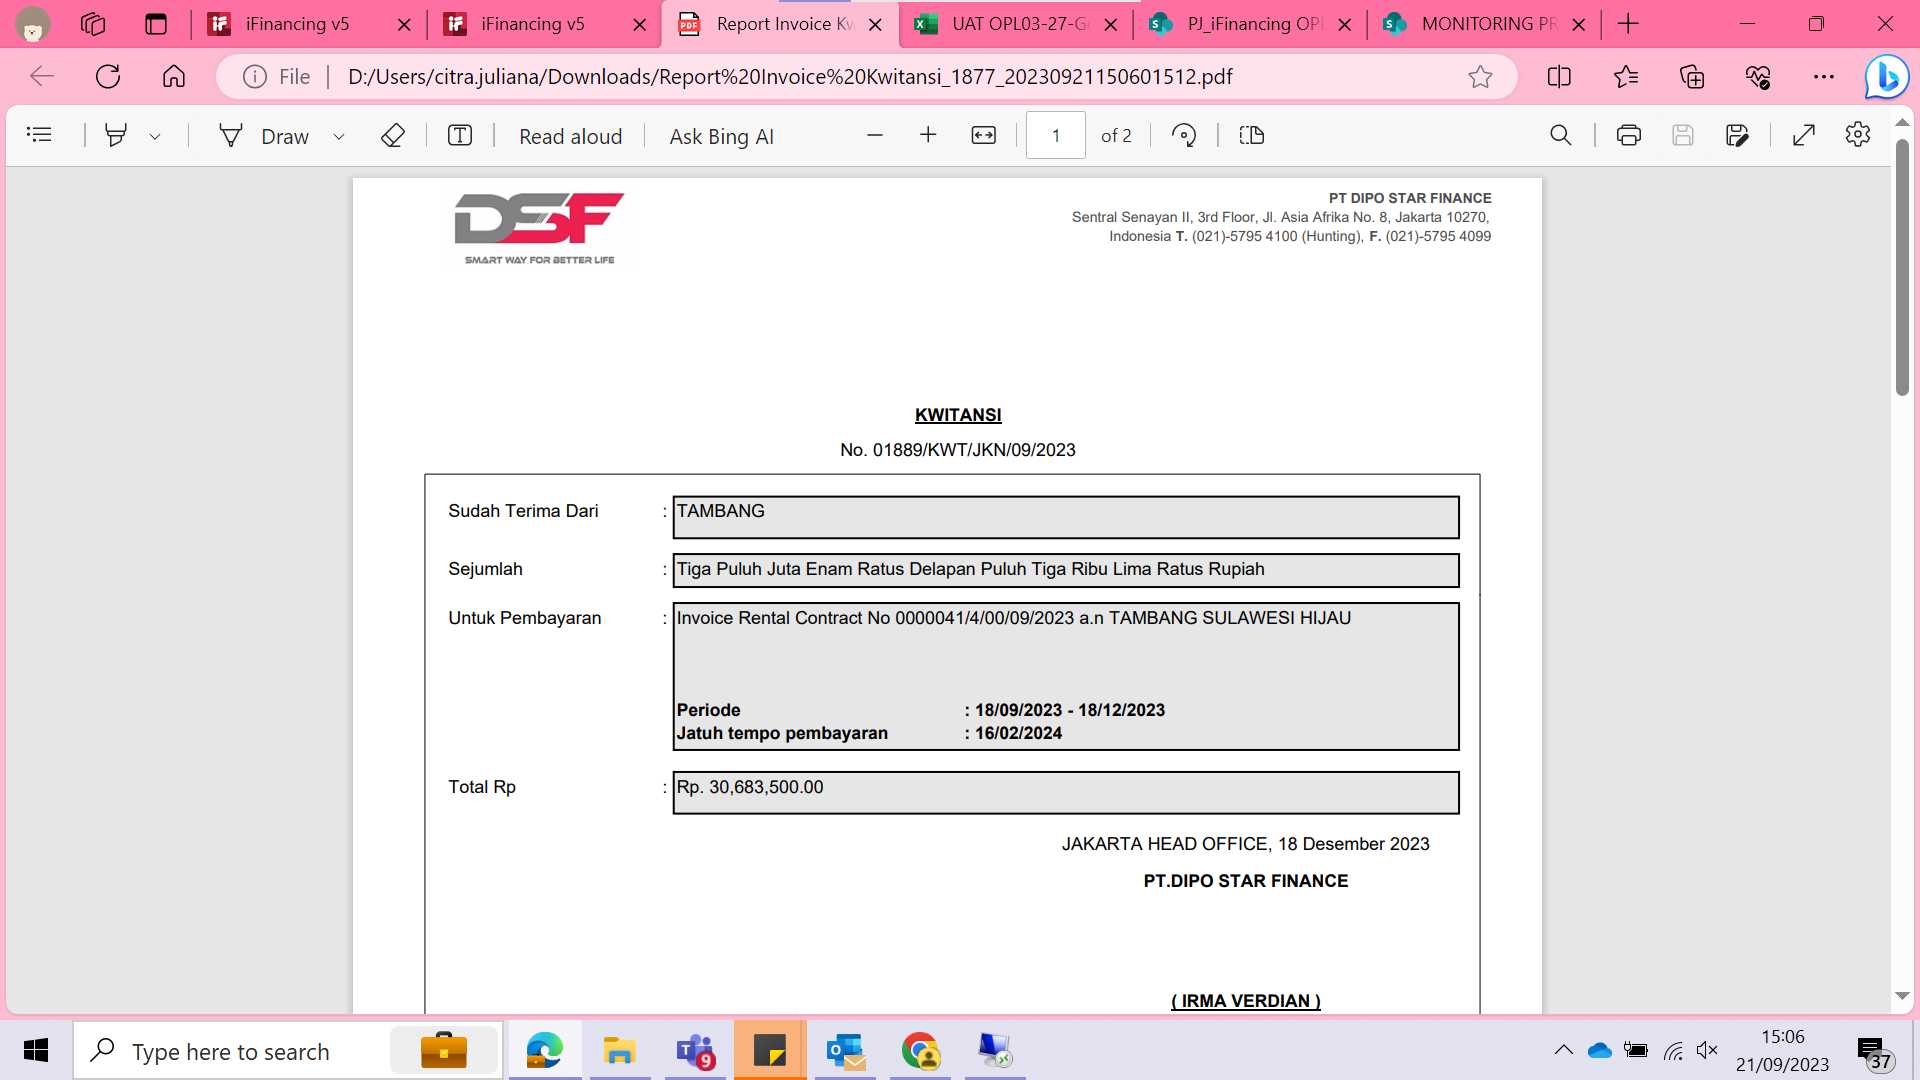 iFinancing v5
iFinancing v5
Report Invoice Kw
UAT OPL03-27-Ge
PJ_iFinancing OPL
MONITORING PR
File
D:/Users/citra.juliana/Downloads/Report%20Invoice%20Kwitansi_1877_20230921150601512.pdf
Draw
Read aloud
Ask Bing AI
1
of 2
DSF
SMART WAY FOR BETTER LIFE
PT DIPO STAR FINANCE
Sentral Senayan II, 3rd Floor, Jl. Asia Afrika No. 8, Jakarta 10270,
Indonesia T. (021)-5795 4100 (Hunting), F. (021)-5795 4099
KWITANSI
No. 01889/KWT/JKN/09/2023
Sudah Terima Dari : TAMBANG
Sejumlah : Tiga Puluh Juta Enam Ratus Delapan Puluh Tiga Ribu Lima Ratus Rupiah
Untuk Pembayaran : Invoice Rental Contract No 0000041/4/00/09/2023 a.n TAMBANG SULAWESI HIJAU
Periode : 18/09/2023 - 18/12/2023
Jatuh tempo pembayaran : 16/02/2024
Total Rp : Rp. 30,683,500.00
JAKARTA HEAD OFFICE, 18 Desember 2023
PT.DIPO STAR FINANCE
( IRMA VERDIAN )
Type here to search
9
15:06
21/09/2023
37